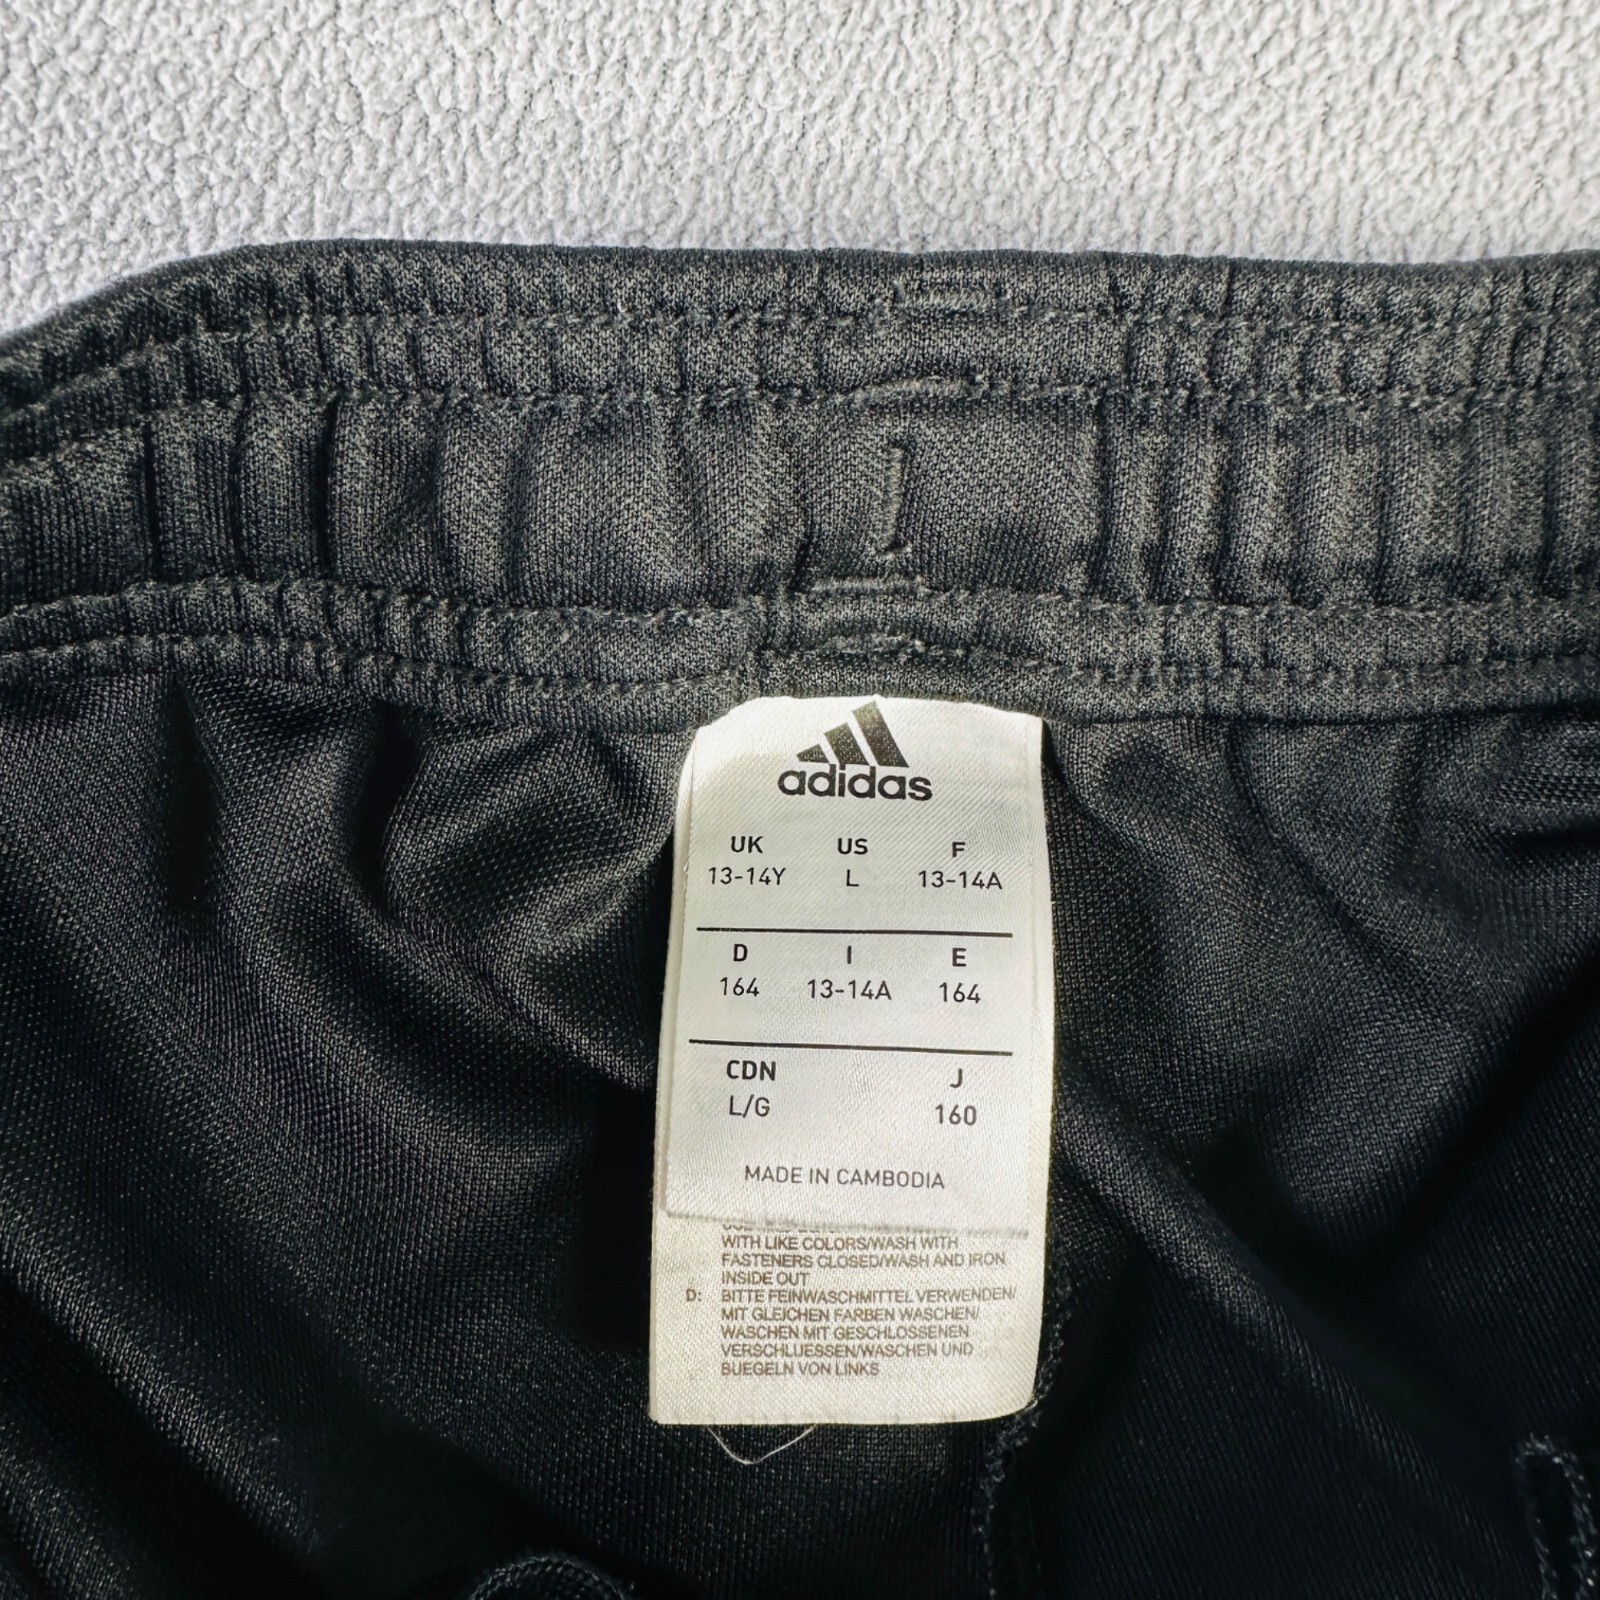 adidas
UK US F
13-14Y L 13-14A
D I E
164 13-14A 164
CDN J
L/G 160
MADE IN CAMBODIA
WITH LIKE COLORS/WASH WITH
FASTENERS CLOSED/WASH AND IRON
INSIDE OUT
D: BITTE FEINWASCHMITTEL VERWENDEN/
MIT GLEICHEN FARBEN WASCHEN/
WASCHEN MIT GESCHLOSSENEN
VERSCHLUESSEN/WASCHEN UND
BUEGELN VON LINKS